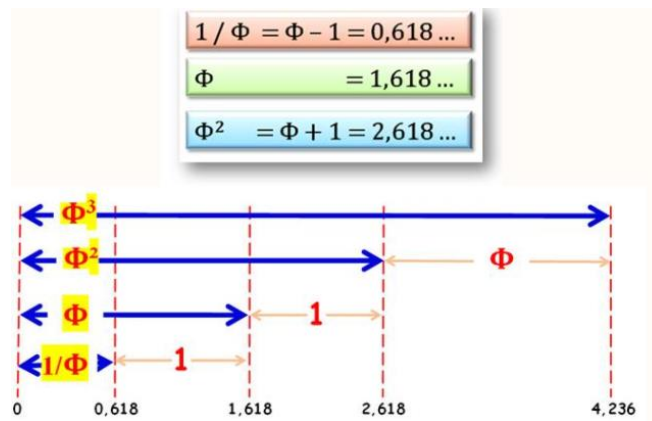 1 / Φ = Φ – 1 = 0,618 ...
Φ = 1,618 ...
Φ² = Φ + 1 = 2,618 ...
Φ³
Φ² Φ
Φ 1
1/Φ 1
0 0,618 1,618 2,618 4,236